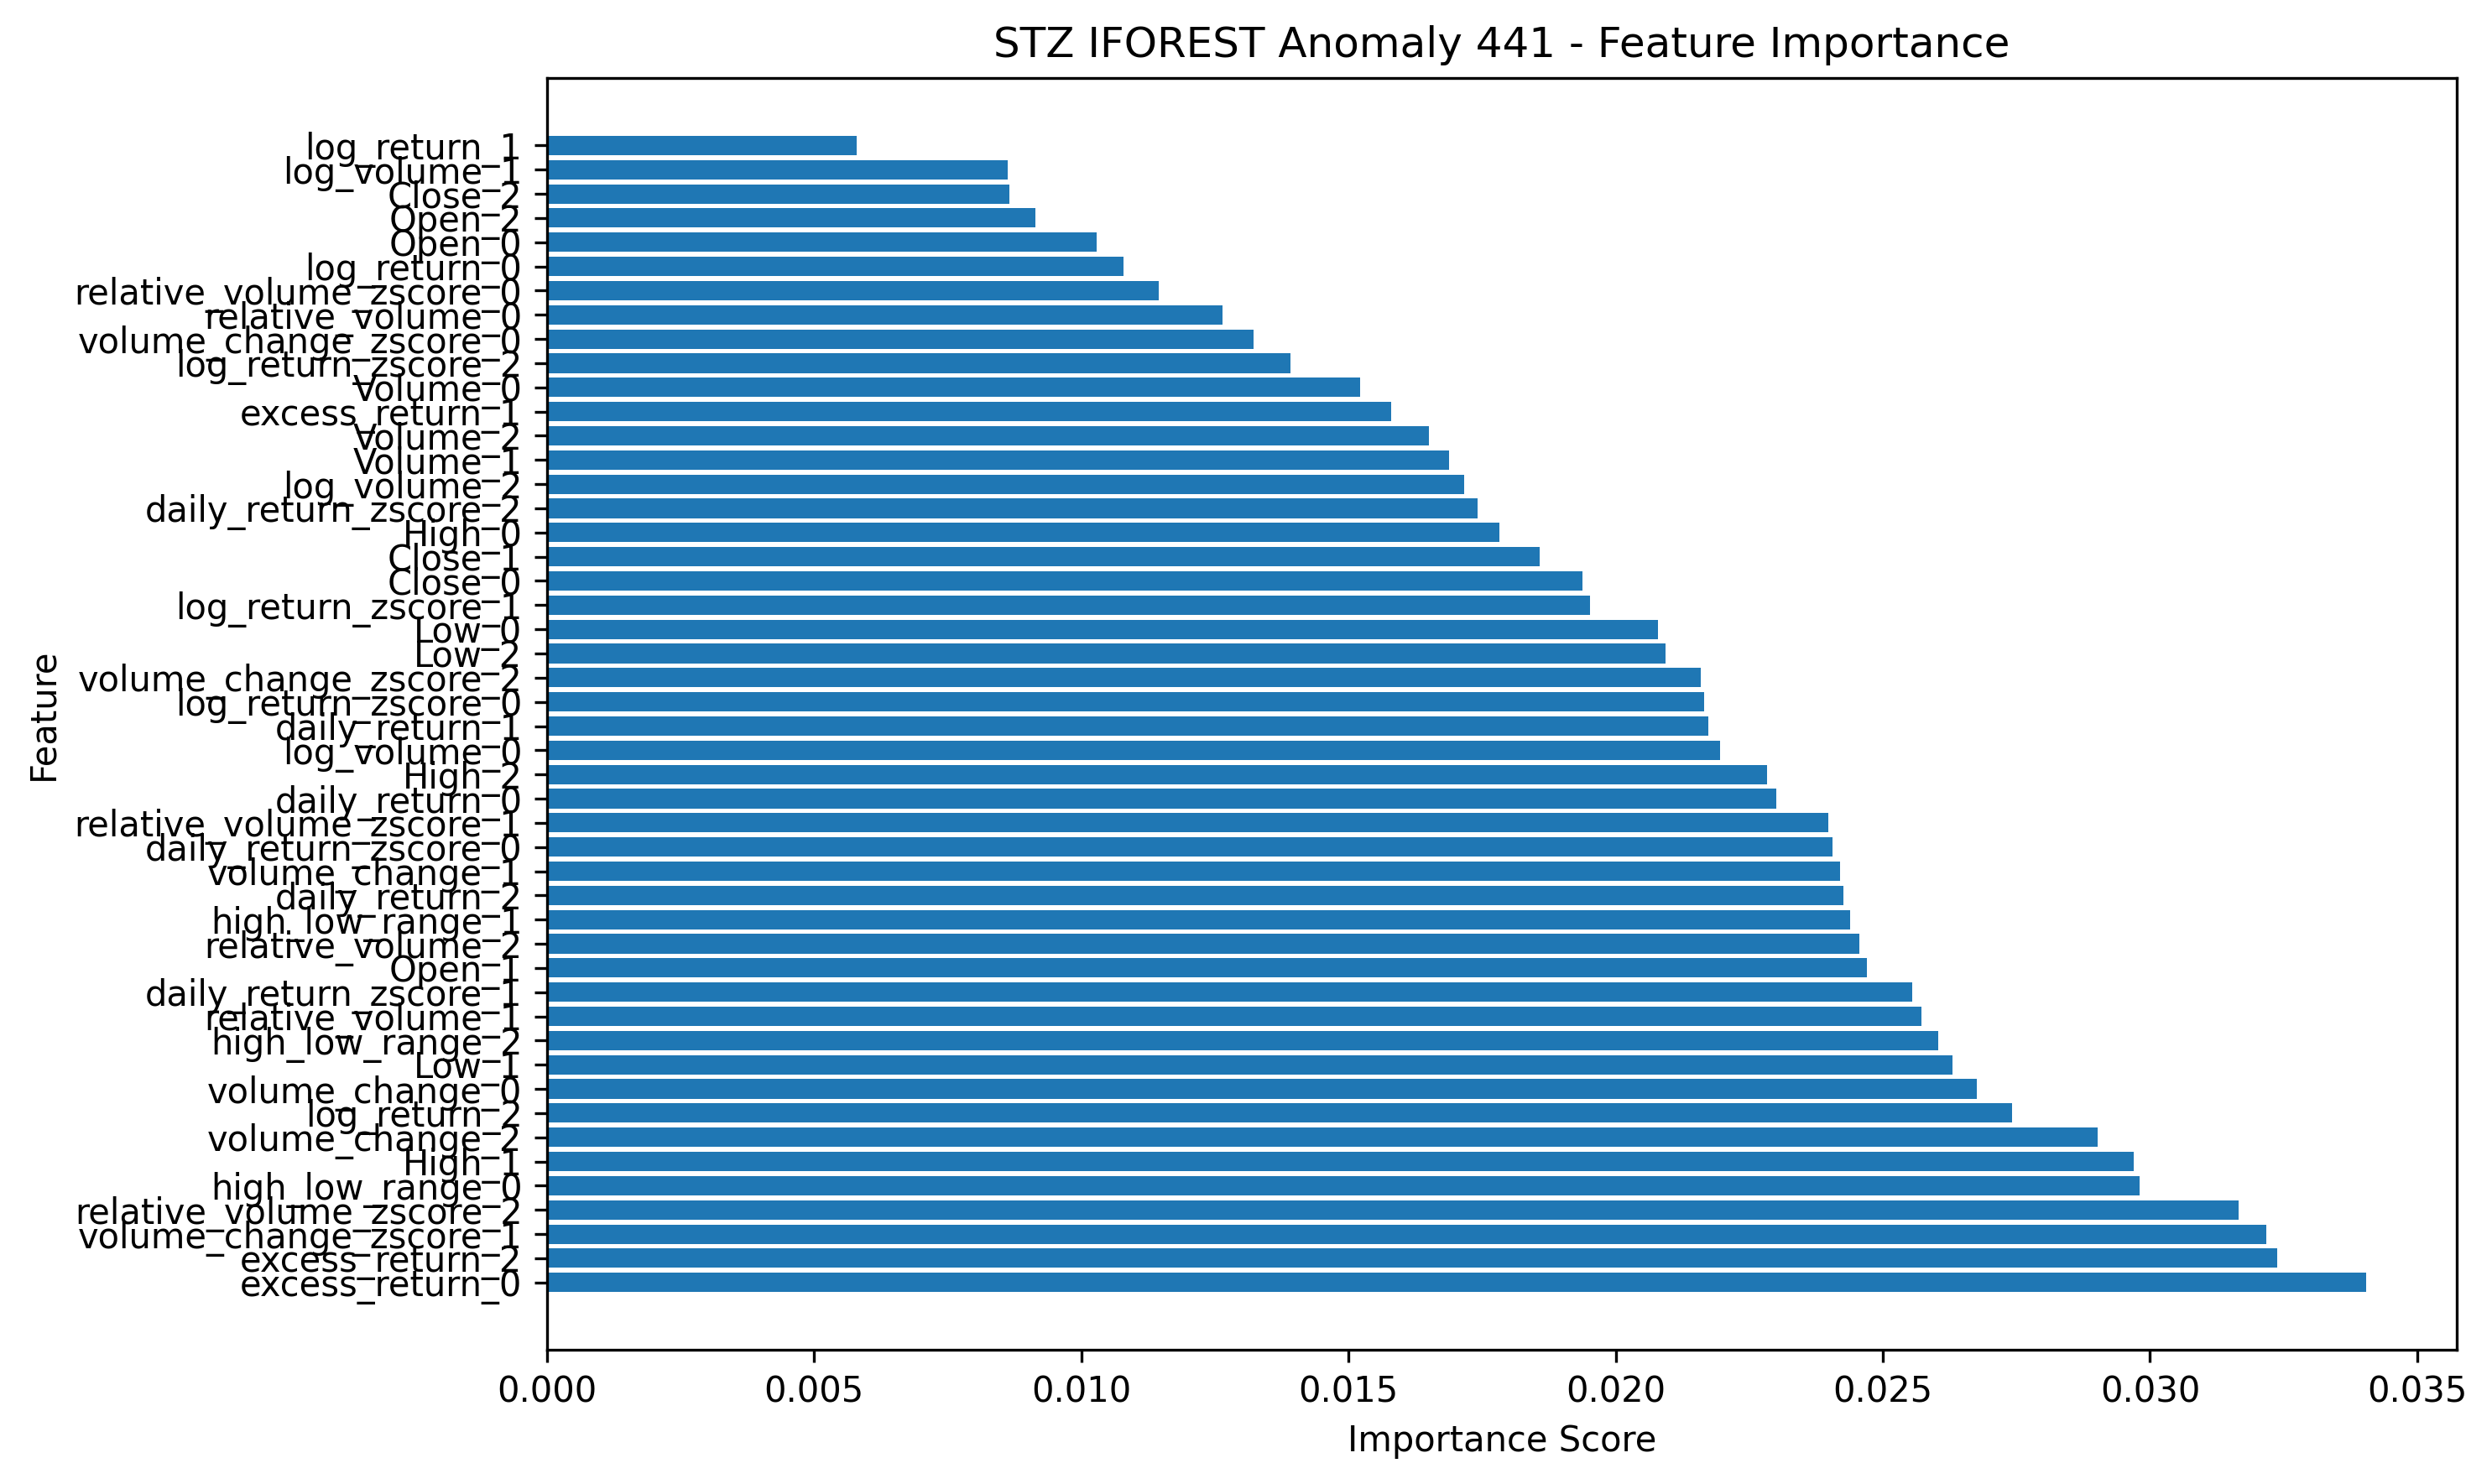 STZ IFOREST Anomaly 441 - Feature Importance
log_return_1
log_volume_1
Close_2
Open_2
Open_0
log_return_0
relative_volume_zscore_0
relative_volume_0
volume_change_zscore_0
log_return_zscore_2
Volume_0
excess_return_1
Volume_2
Volume_1
log_volume_2
daily_return_zscore_2
High_0
Close_1
Close_0
log_return_zscore_1
Low_0
Low_2
volume_change_zscore_2
log_return_zscore_0
daily_return_1
log_volume_0
High_2
daily_return_0
relative_volume_zscore_1
daily_return_zscore_0
volume_change_1
daily_return_2
high_low_range_1
relative_volume_2
Open_1
daily_return_zscore_1
relative_volume_1
high_low_range_2
Low_1
volume_change_0
log_return_2
volume_change_2
High_1
high_low_range_0
relative_volume_zscore_2
volume_change_zscore_1
excess_return_2
excess_return_0
Feature
0.000 0.005 0.010 0.015 0.020 0.025 0.030 0.035
Importance Score